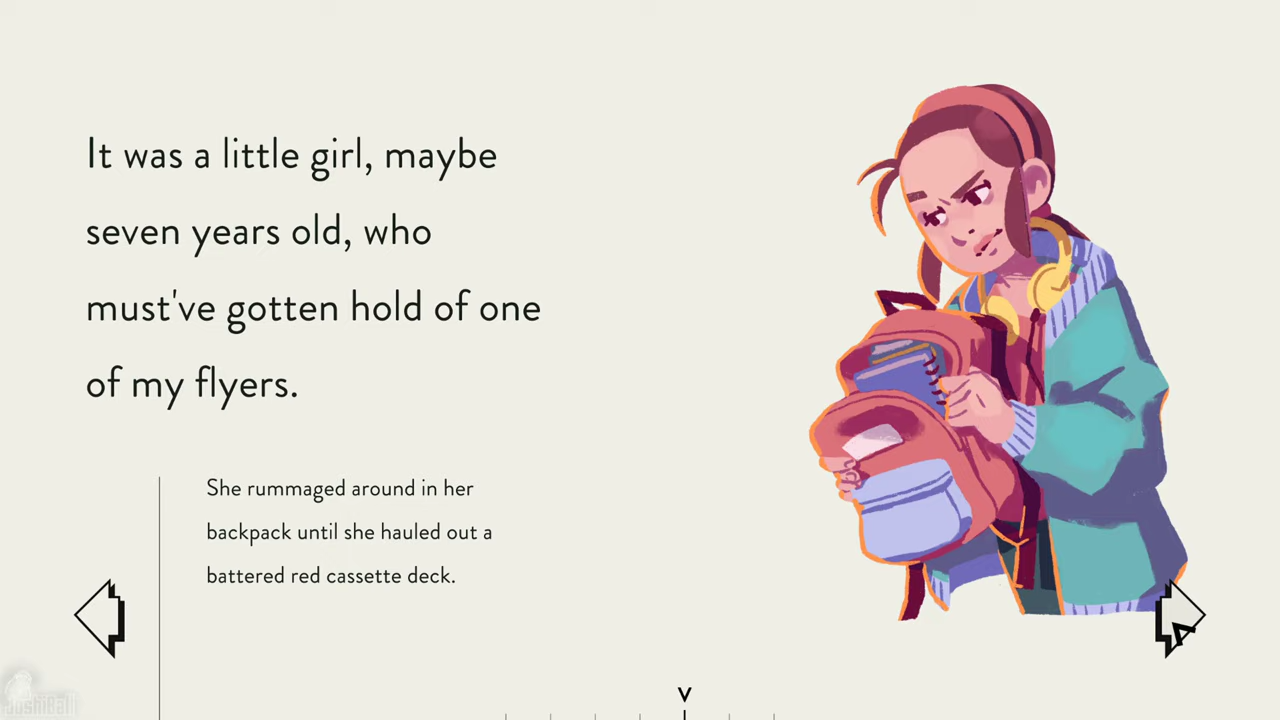 It was a little girl, maybe
seven years old, who
must've gotten hold of one
of my flyers.
She rummaged around in her
backpack until she hauled out a
battered red cassette deck.